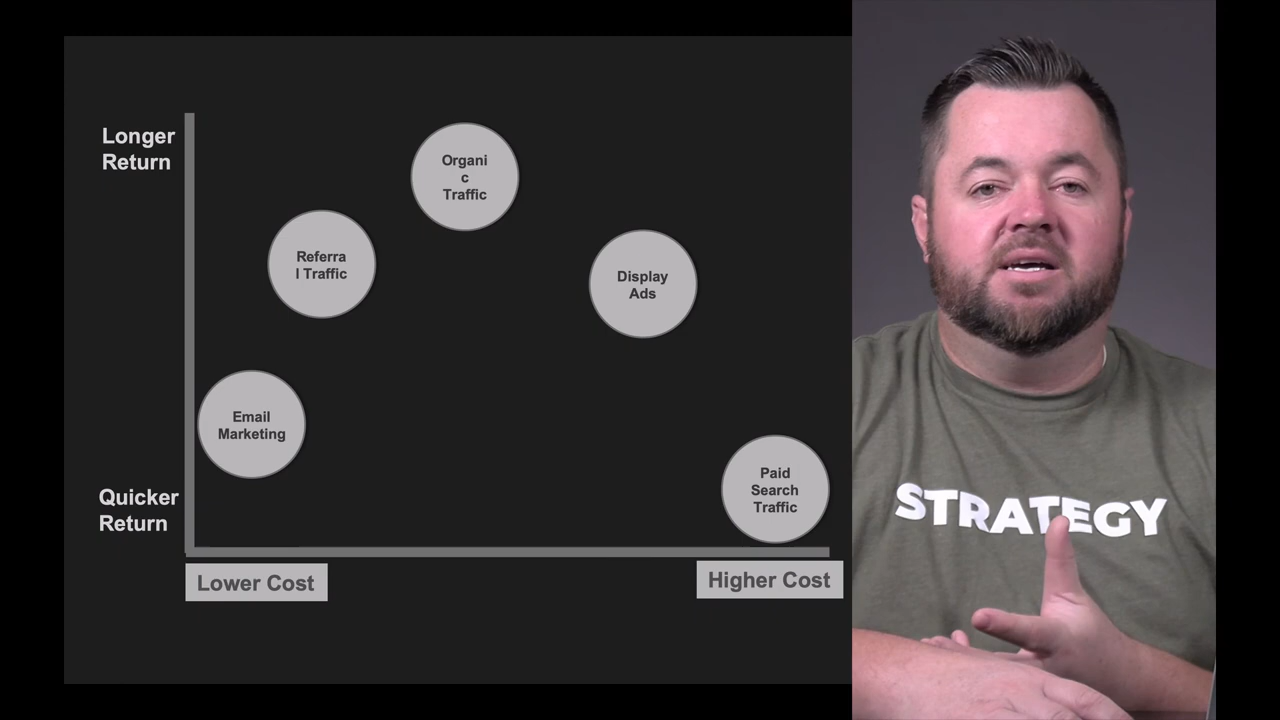 Longer
Return
Organi
c
Traffic
Referra
l Traffic
Display
Ads
Email
Marketing
Paid
Search
Traffic
Quicker
Return
Lower Cost
Higher Cost
STRATEGY